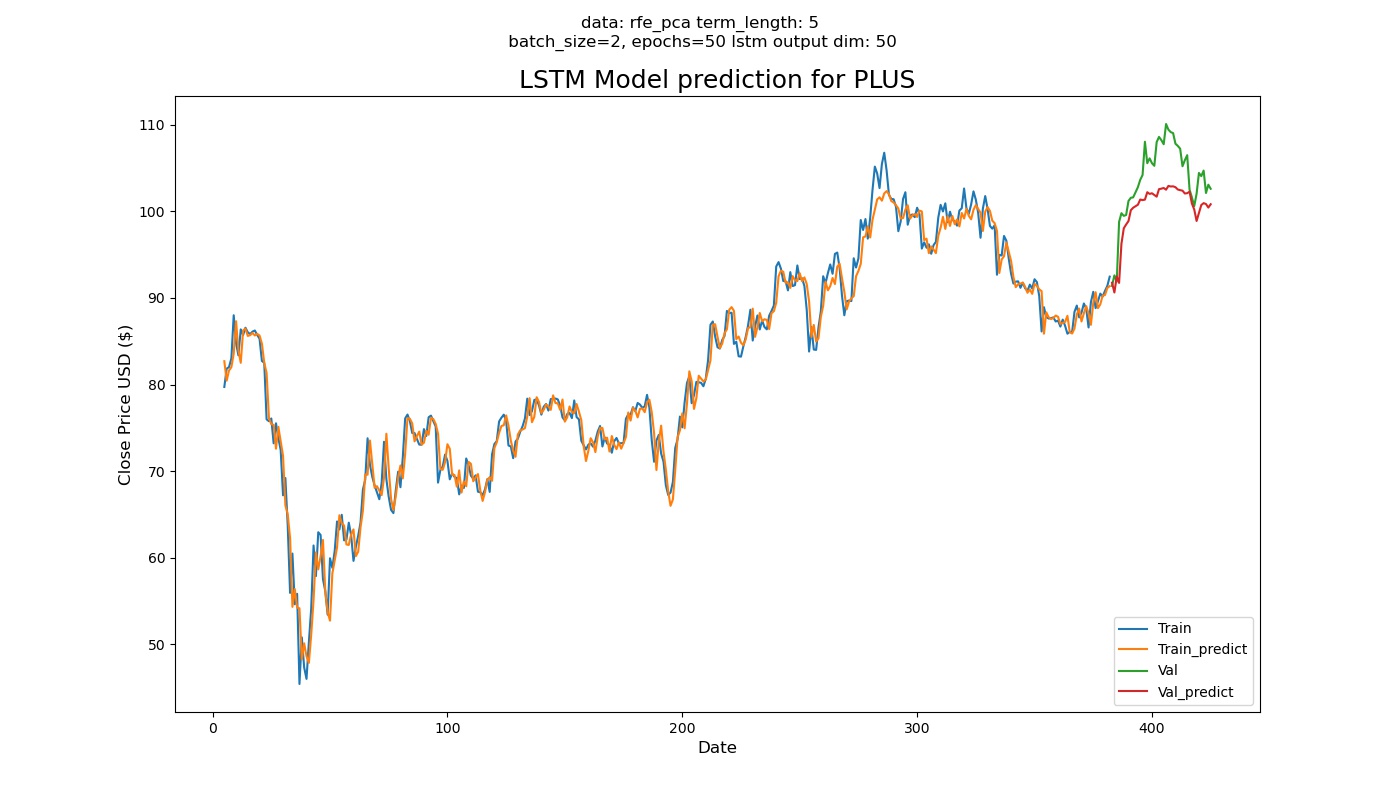 data: rfe_pca term_length: 5
batch_size=2, epochs=50 lstm output dim: 50
LSTM Model prediction for PLUS
Close Price USD ($)
110
100
90
80
70
60
50
0
100
200
300
400
Date
Train
Train_predict
Val
Val_predict